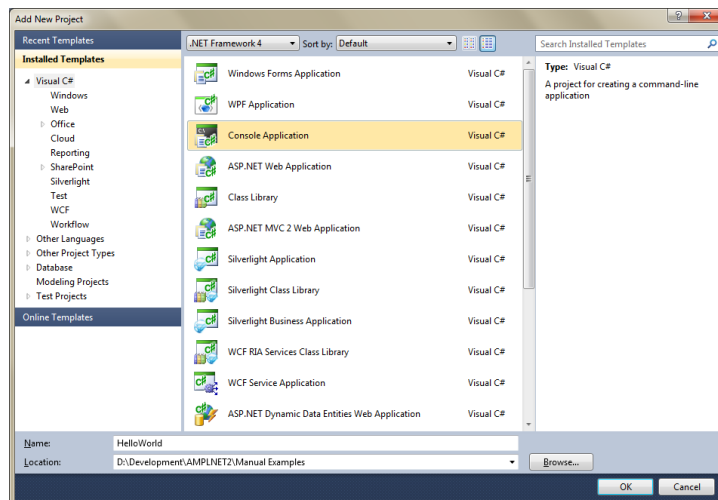 Add New Project
Recent Templates
.NET Framework 4 Sort by: Default Search Installed Templates
Installed Templates
Visual C#
Windows
Web
Office
Cloud
Reporting
SharePoint
Silverlight
Test
WCF
Workflow
Other Languages
Other Project Types
Database
Modeling Projects
Test Projects
Online Templates
Windows Forms Application Visual C#
WPF Application Visual C#
Console Application Visual C#
ASP.NET Web Application Visual C#
Class Library Visual C#
ASP.NET MVC 2 Web Application Visual C#
Silverlight Application Visual C#
Silverlight Class Library Visual C#
Silverlight Business Application Visual C#
WCF RIA Services Class Library Visual C#
WCF Service Application Visual C#
ASP.NET Dynamic Data Entities Web Application Visual C#
Type: Visual C#
A project for creating a command-line
application
Name: HelloWorld
Location: D:\Development\AMPLNET2\Manual Examples Browse...
OK Cancel